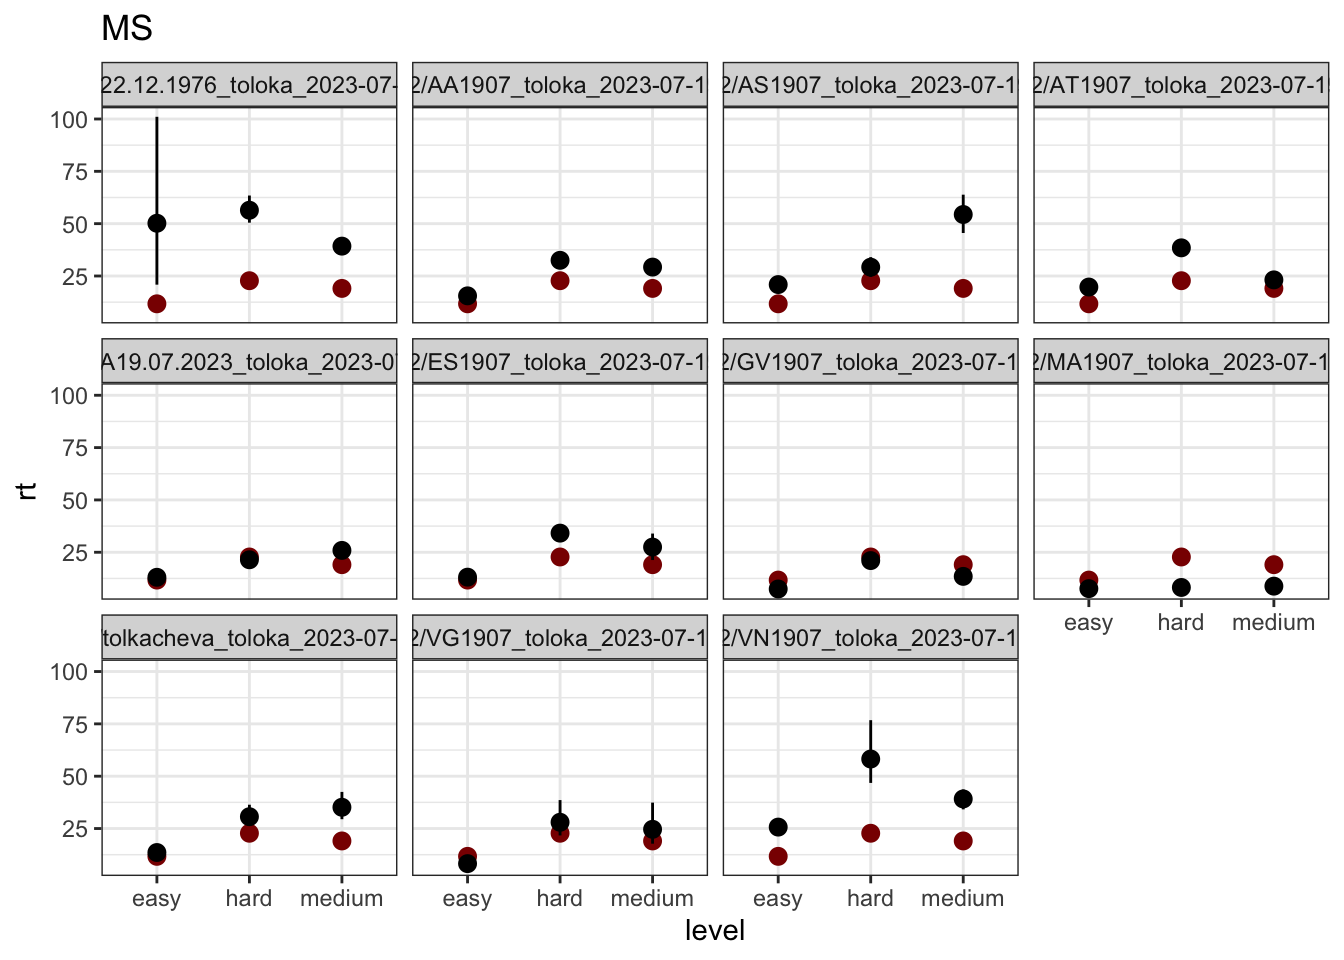 MS
22.12.1976_toloka_2023-07-
2/AA1907_toloka_2023-07-1
2/AS1907_toloka_2023-07-1
2/AT1907_toloka_2023-07-1
100
75
50
25
A19.07.2023_toloka_2023-0
2/ES1907_toloka_2023-07-1
2/GV1907_toloka_2023-07-1
2/MA1907_toloka_2023-07-1
100
75
50
25
easy hard medium
tolkacheva_toloka_2023-07-
2/VG1907_toloka_2023-07-1
2/VN1907_toloka_2023-07-1
100
75
50
25
easy hard medium
easy hard medium
easy hard medium
rt
level